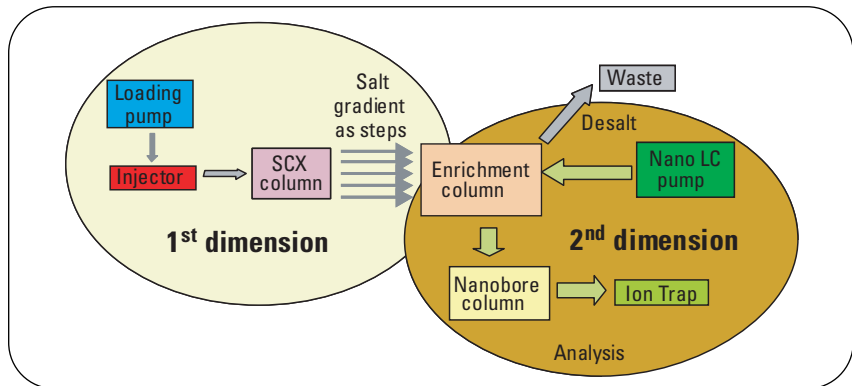 Loading
pump
Injector
SCX
column
Salt
gradient
as steps
1st dimension
Waste
Desalt
Enrichment
column
Nano LC
pump
2nd dimension
Nanobore
column
Ion Trap
Analysis